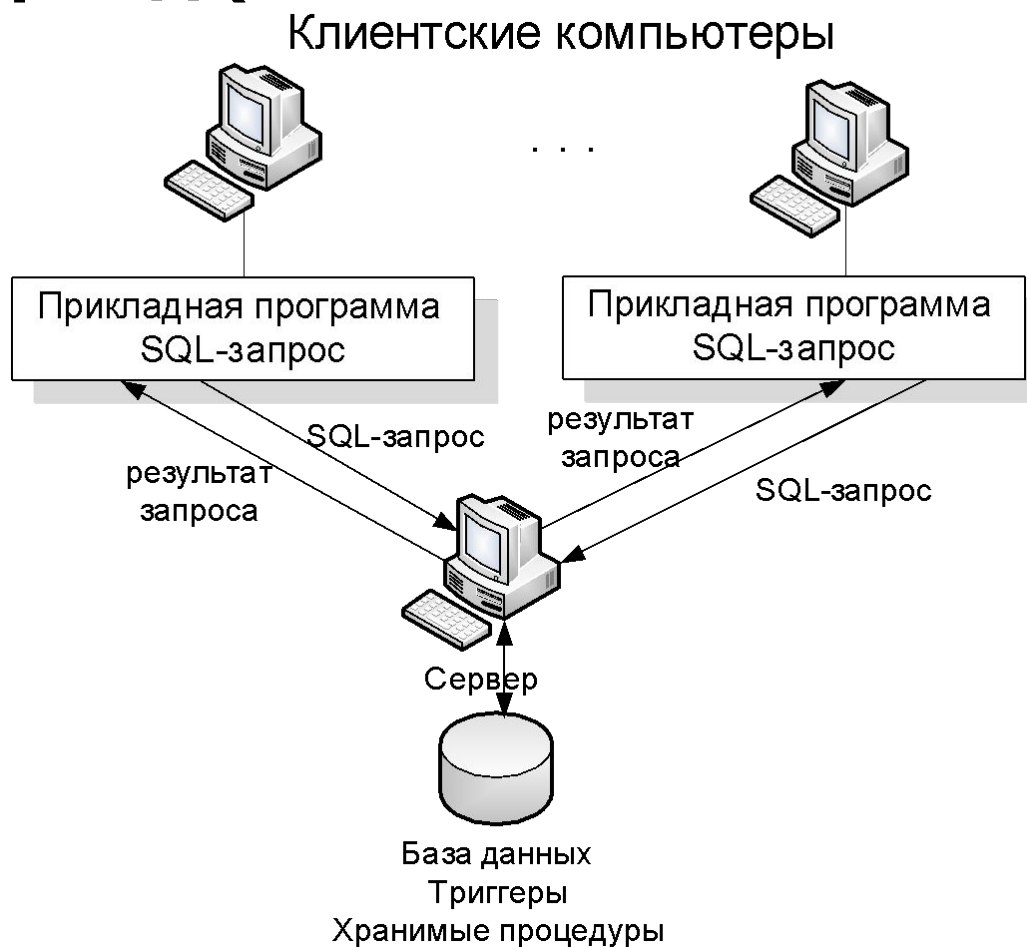 Клиентские компьютеры
. . .
Прикладная программа
SQL-запрос
Прикладная программа
SQL-запрос
SQL-запрос
результат
запроса
результат
запроса
SQL-запрос
Сервер
База данных
Триггеры
Хранимые процедуры